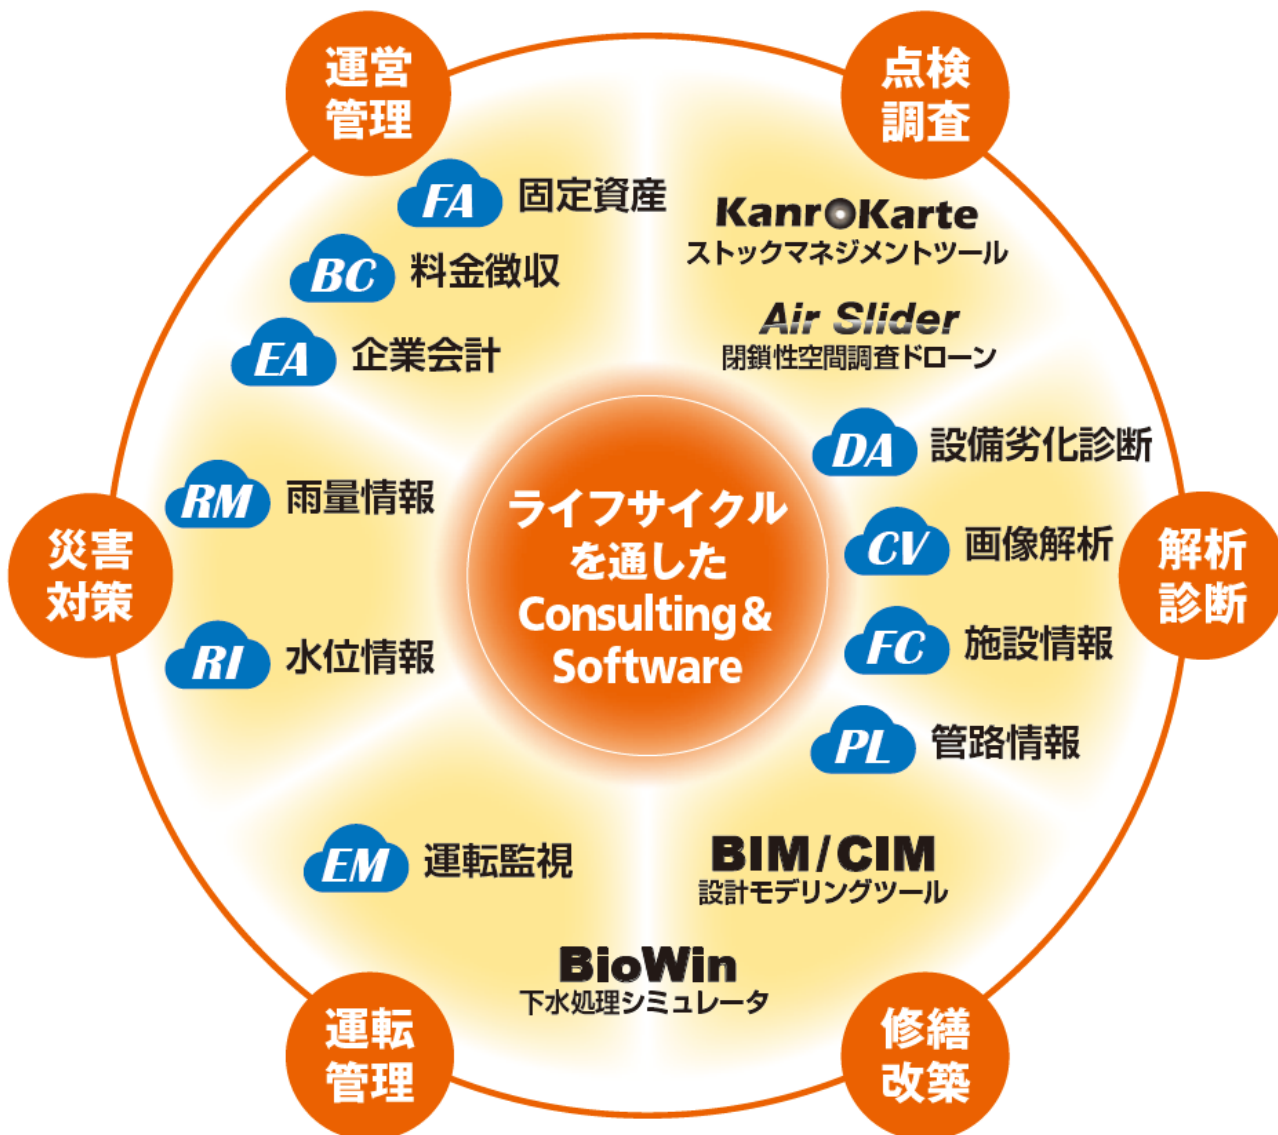 運営
管理
点検
調査
FA 固定資産
BC 料金徴収
EA 企業会計
KanroKarte
ストックマネジメントツール
Air Slider
閉鎖性空間調査ドローン
RM 雨量情報
RI 水位情報
災害
対策
ライフサイクル
を通した
Consulting&
Software
DA 設備劣化診断
CV 画像解析
FC 施設情報
PL 管路情報
解析
診断
EM 運転監視
BIM/CIM
設計モデリングツール
BioWin
下水処理シミュレータ
運転
管理
修繕
改築